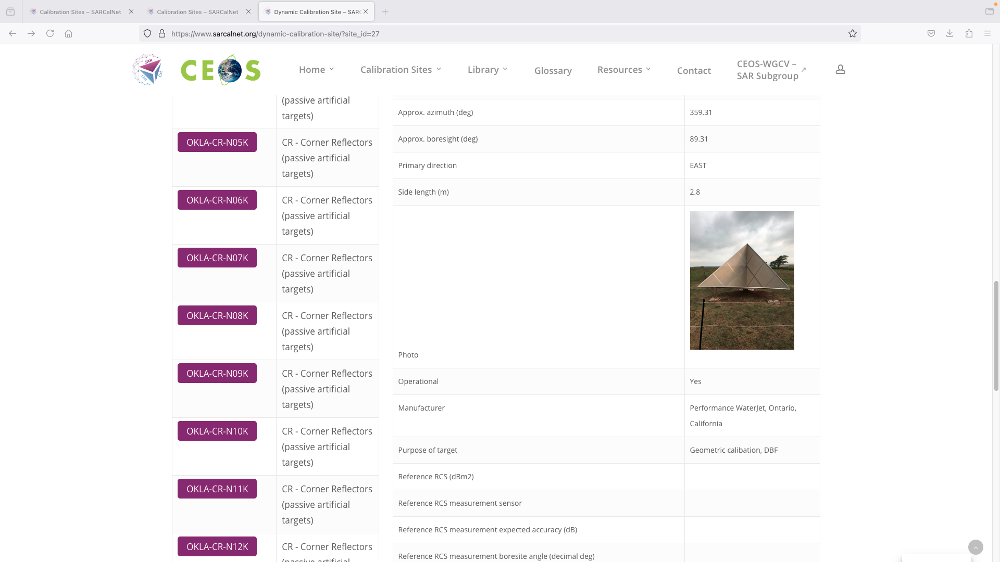 Calibration Sites – SARCalNet
Calibration Sites – SARCalNet
Dynamic Calibration Site – SARC
https://www.sarcalnet.org/dynamic-calibration-site/?site_id=27
SAR
Cal
Net
CEOS
Home
Calibration Sites
Library
Glossary
Resources
Contact
CEOS-WGCV –
SAR Subgroup
(passive artificial
targets)
OKLA-CR-N05K
CR - Corner Reflectors
(passive artificial
targets)
OKLA-CR-N06K
CR - Corner Reflectors
(passive artificial
targets)
OKLA-CR-N07K
CR - Corner Reflectors
(passive artificial
targets)
OKLA-CR-N08K
CR - Corner Reflectors
(passive artificial
targets)
OKLA-CR-N09K
CR - Corner Reflectors
(passive artificial
targets)
OKLA-CR-N10K
CR - Corner Reflectors
(passive artificial
targets)
OKLA-CR-N11K
CR - Corner Reflectors
(passive artificial
targets)
OKLA-CR-N12K
CR - Corner Reflectors
(passive artificial
Approx. azimuth (deg) 359.31
Approx. boresight (deg) 89.31
Primary direction EAST
Side length (m) 2.8
Photo
Operational Yes
Manufacturer Performance WaterJet, Ontario,
California
Purpose of target Geometric calibation, DBF
Reference RCS (dBm2)
Reference RCS measurement sensor
Reference RCS measurement expected accuracy (dB)
Reference RCS measurement boresite angle (decimal deg)